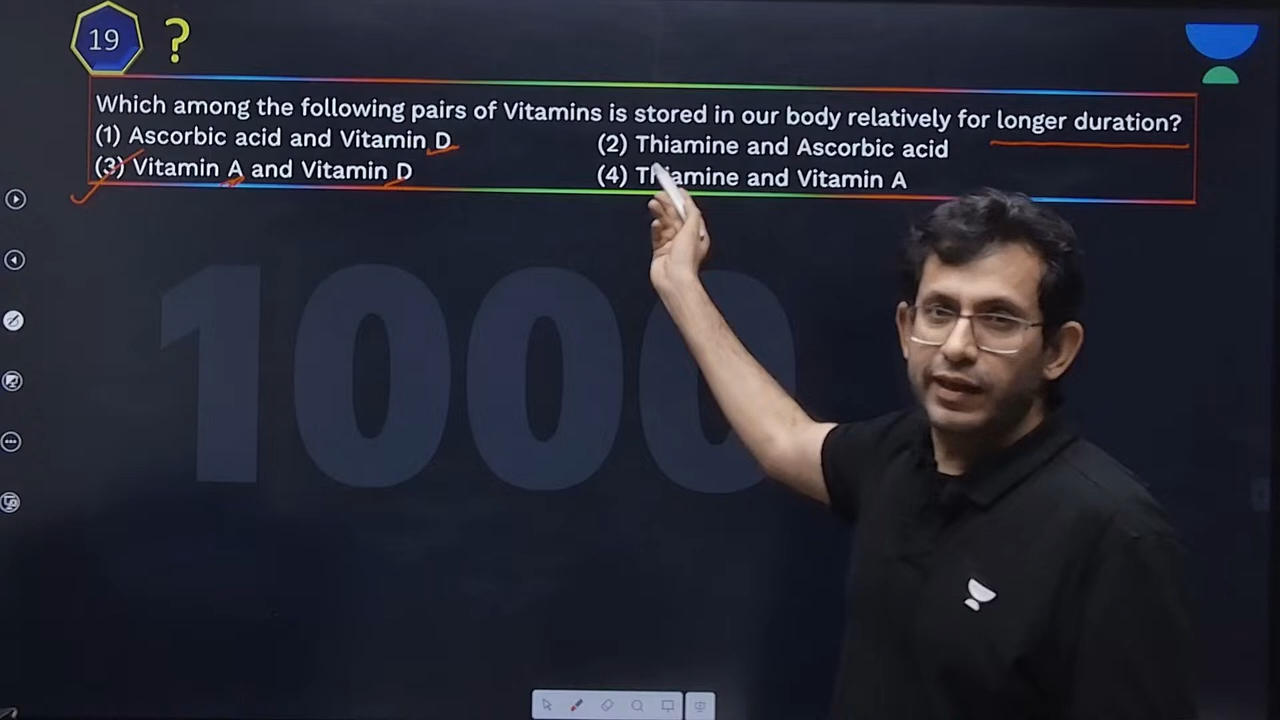 19 ?
Which among the following pairs of Vitamins is stored in our body relatively for longer duration?
(1) Ascorbic acid and Vitamin D
(2) Thiamine and Ascorbic acid
(3) Vitamin A and Vitamin D
(4) Thiamine and Vitamin A
1000